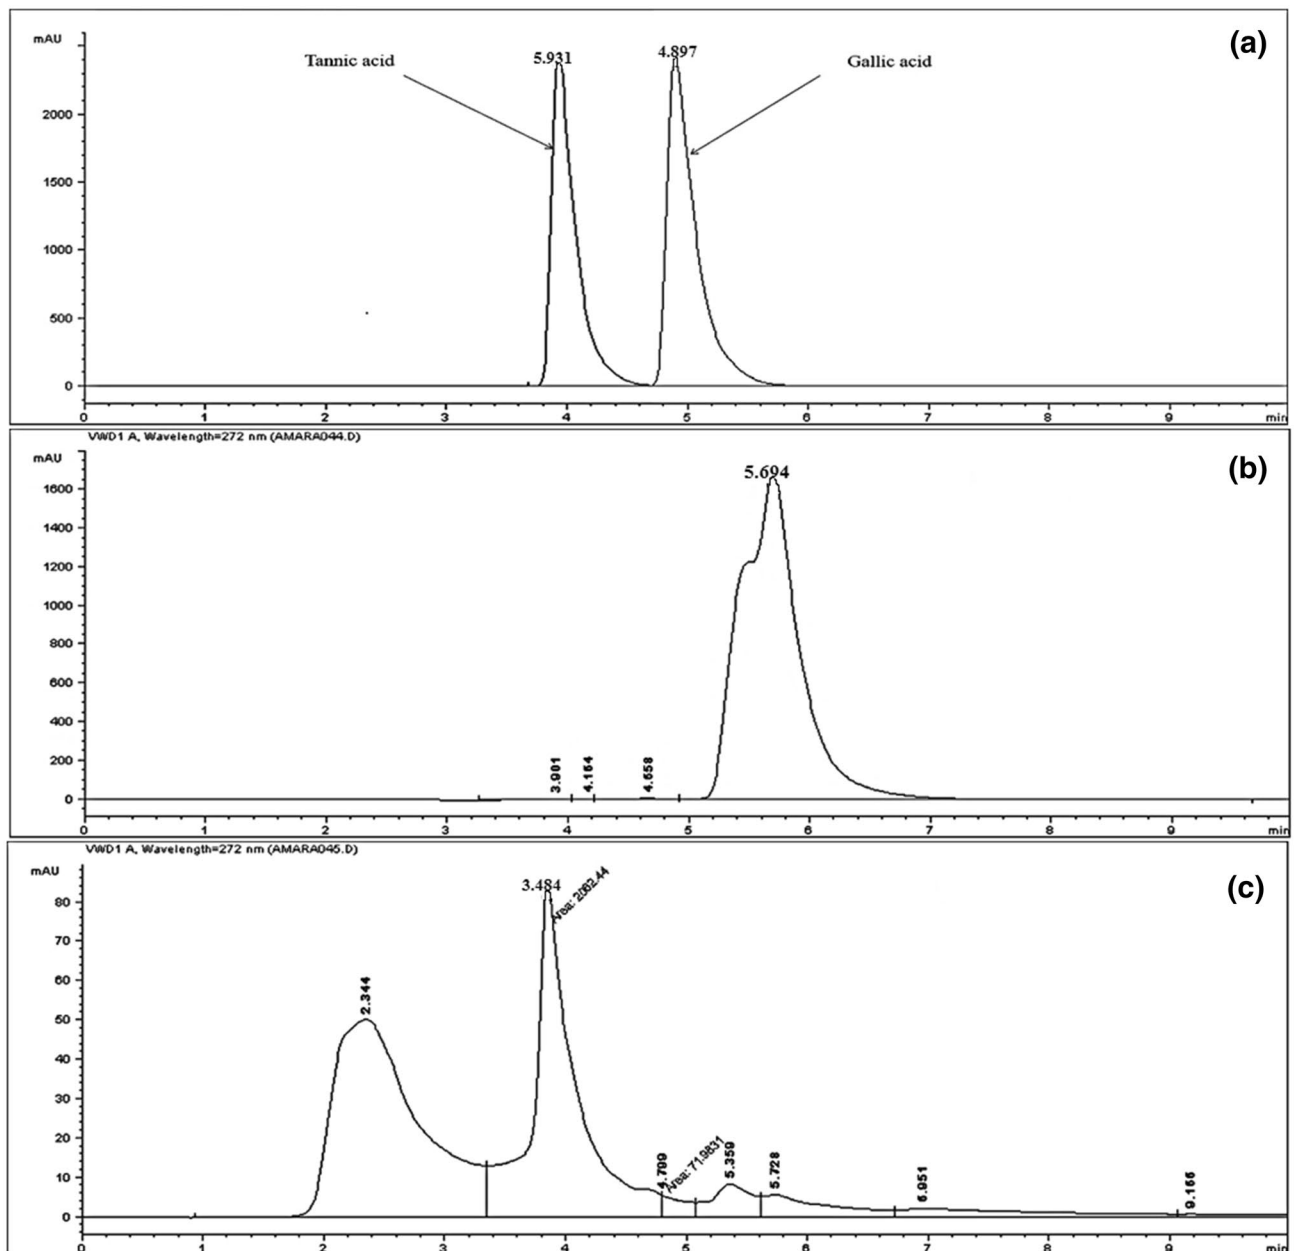 mAU
(a)
Tannic acid
5.931
4.897
Gallic acid
2000
1500
1000
500
0
0 1 2 3 4 5 6 7 8 9 min
VWD1 A, Wavelength=272 nm (AMARA044.D)
mAU
(b)
5.694
1600
1400
1200
1000
800
600
400
200
0
3.901
4.164
4.658
0 1 2 3 4 5 6 7 8 9 min
VWD1 A, Wavelength=272 nm (AMARA045.D)
mAU
(c)
3.484
Area: 2062.44
80
70
60
50
40
30
20
10
0
2.344
4.799
Area: 71.9831
5.359
5.728
6.951
9.166
0 1 2 3 4 5 6 7 8 9 min